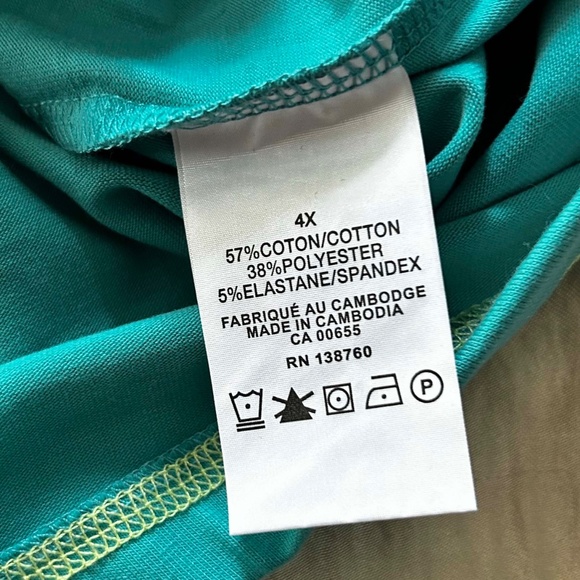 4X
57%COTON/COTTON
38%POLYESTER
5%ELASTANE/SPANDEX
FABRIQUÉ AU CAMBODGE
MADE IN CAMBODIA
CA 00655
RN 138760
P